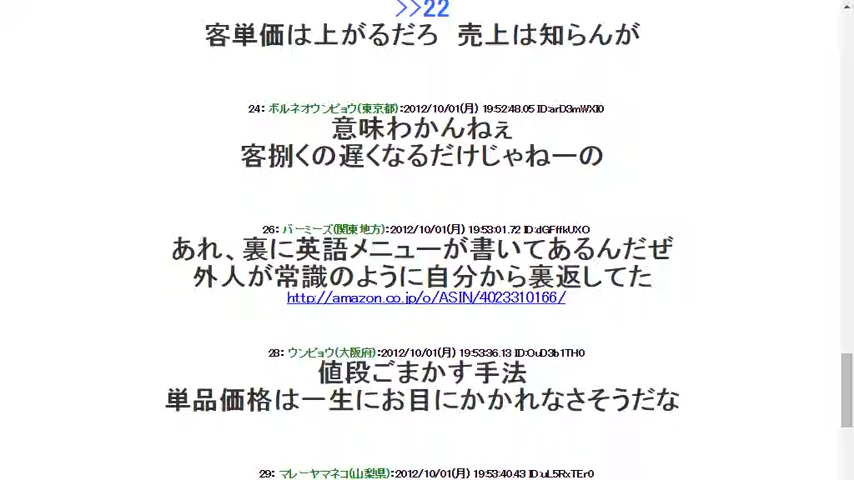 >>22
客単価は上がるだろ　売上は知らんが
24: ボルネオウンピョウ(東京都):2012/10/01(月) 19:52:48.05 ID:arD3mWXI0
意味わかんねぇ
客捌くの遅くなるだけじゃねーの
26: バーミーズ(関東地方):2012/10/01(月) 19:53:01.72 ID:dGFffkUXO
あれ、裏に英語メニューが書いてあるんだぜ
外人が常識のように自分から裏返してた
http://amazon.co.jp/o/ASIN/4023310166/
28: ウンピョウ(大阪府):2012/10/01(月) 19:53:36.13 ID:OuD3b1TH0
値段ごまかす手法
単品価格は一生にお目にかかれなさそうだな
29: マレーヤマネコ(山梨県):2012/10/01(月) 19:53:40.43 ID:uL5RxTEr0